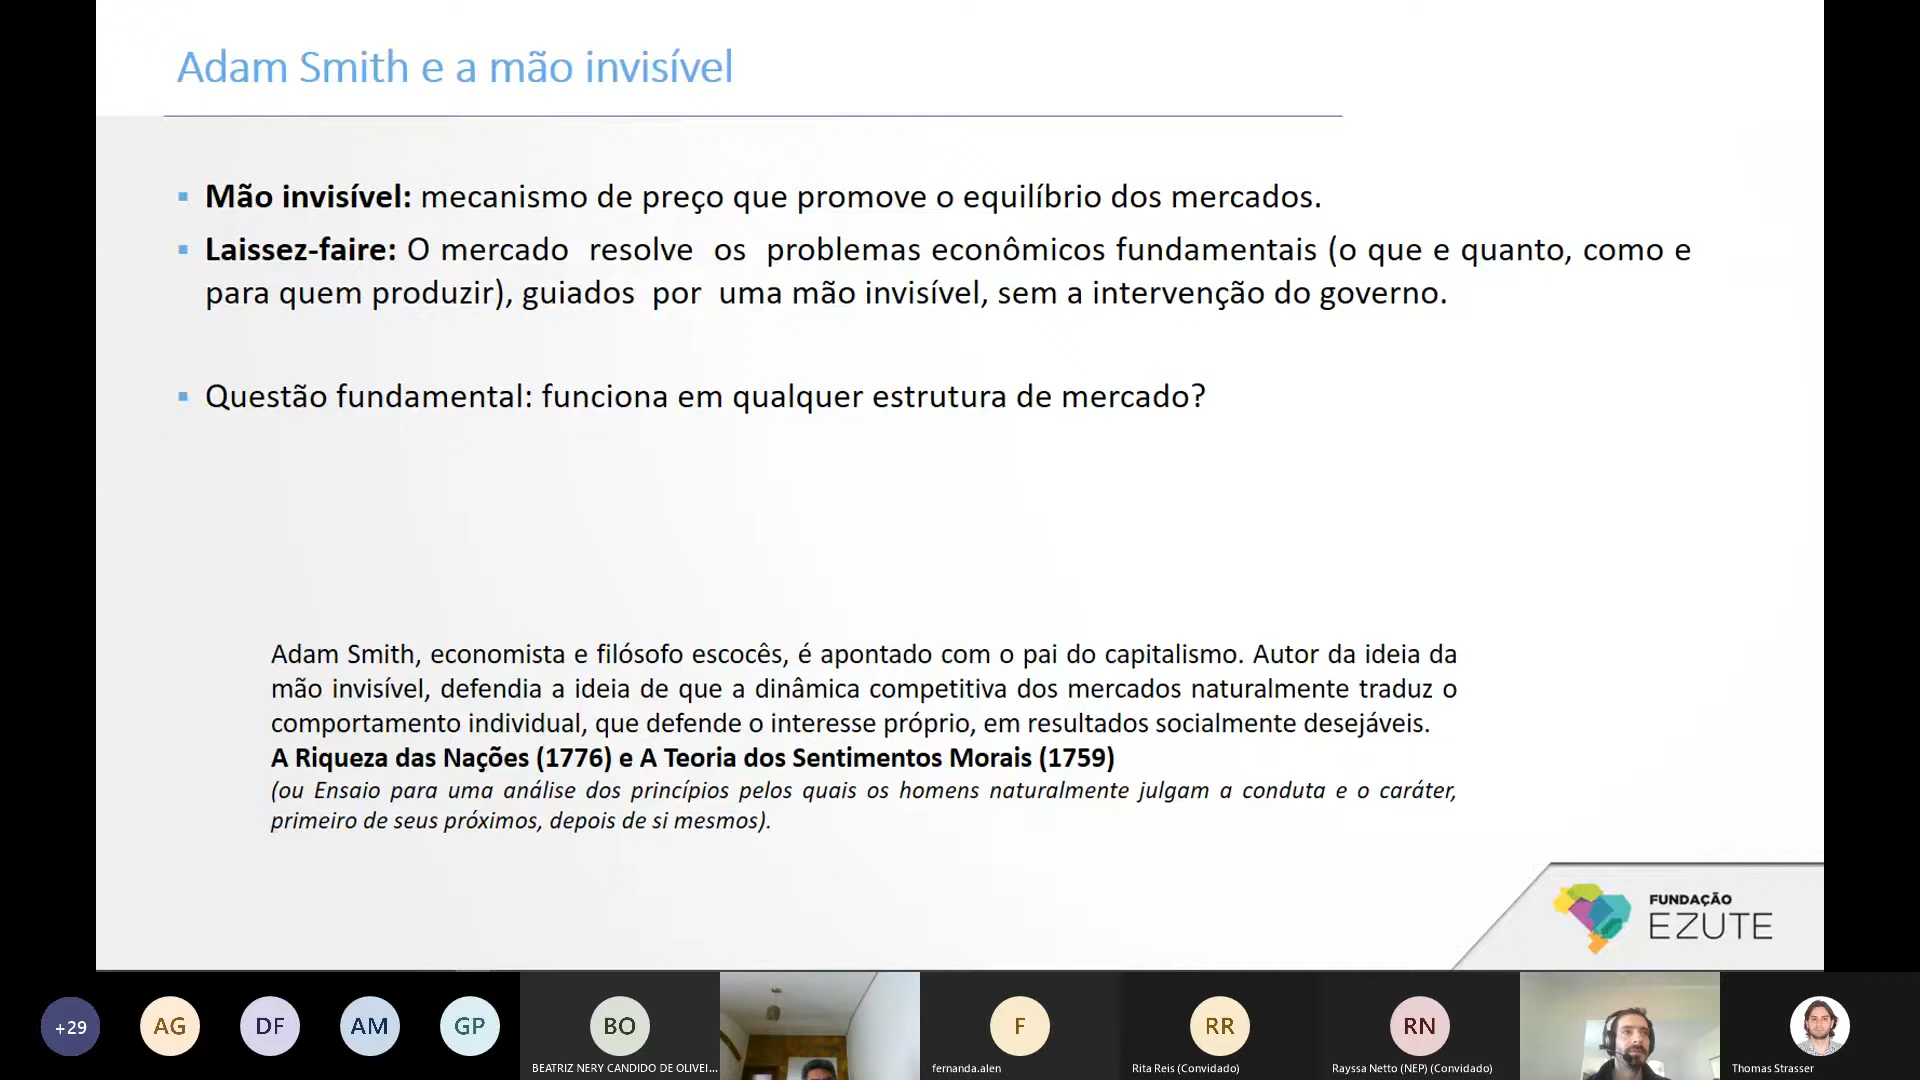 Adam Smith e a mão invisível
Mão invisível: mecanismo de preço que promove o equilíbrio dos mercados.
Laissez-faire: O mercado resolve os problemas econômicos fundamentais (o que e quanto, como e
para quem produzir), guiados por uma mão invisível, sem a intervenção do governo.
Questão fundamental: funciona em qualquer estrutura de mercado?
Adam Smith, economista e filósofo escocês, é apontado com o pai do capitalismo. Autor da ideia da
mão invisível, defendia a ideia de que a dinâmica competitiva dos mercados naturalmente traduz o
comportamento individual, que defende o interesse próprio, em resultados socialmente desejáveis.
A Riqueza das Nações (1776) e A Teoria dos Sentimentos Morais (1759)
(ou Ensaio para uma análise dos princípios pelos quais os homens naturalmente julgam a conduta e o caráter,
primeiro de seus próximos, depois de si mesmos).
FUNDAÇÃO
EZUTE
+29
AG
DF
AM
GP
BO
F
RR
RN
BEATRIZ NERY CANDIDO DE OLIVEI...
fernanda.alen
Rita Reis (Convidado)
Rayssa Netto (NEP) (Convidado)
Thomas Strasser